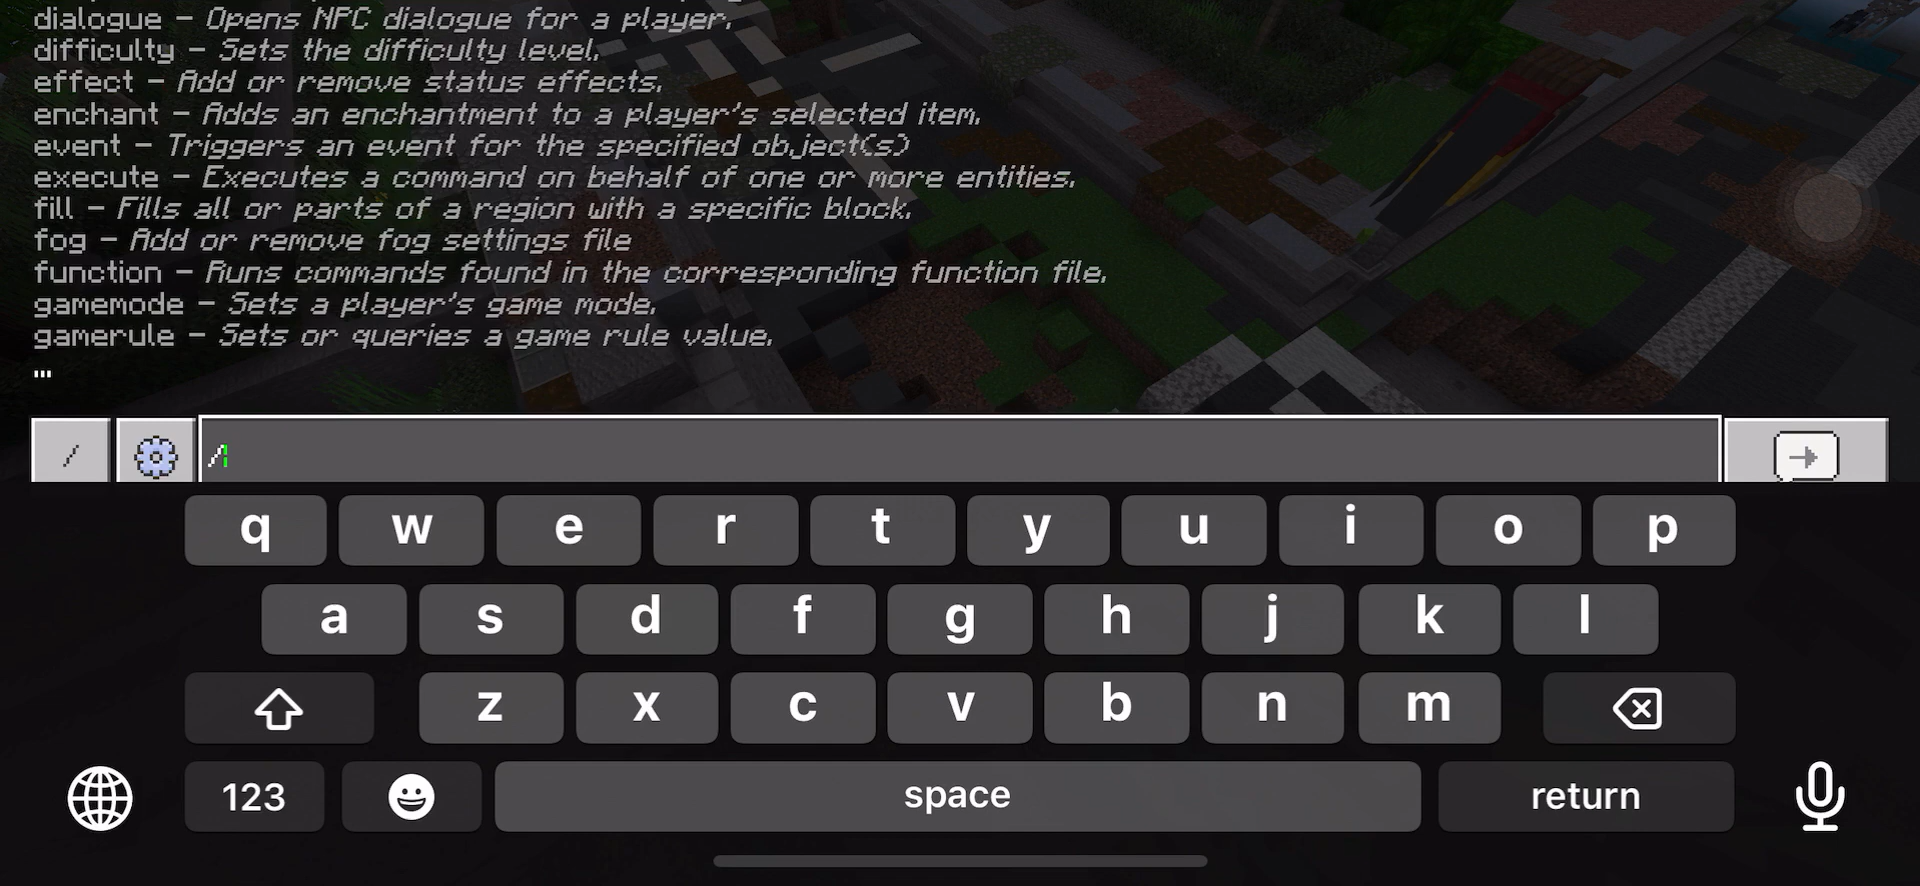 dialogue - Opens NPC dialogue for a player.
difficulty - Sets the difficulty level.
effect - Add or remove status effects.
enchant - Adds an enchantment to a player's selected item.
event - Triggers an event for the specified object(s)
execute - Executes a command on behalf of one or more entities.
fill - Fills all or parts of a region with a specific block.
fog - Add or remove fog settings file
function - Runs commands found in the corresponding function file.
gamemode - Sets a player's game mode.
gamerule - Sets or queries a game rule value.
...
/ /
q w e r t y u i o p
a s d f g h j k l
z x c v b n m
123 space return